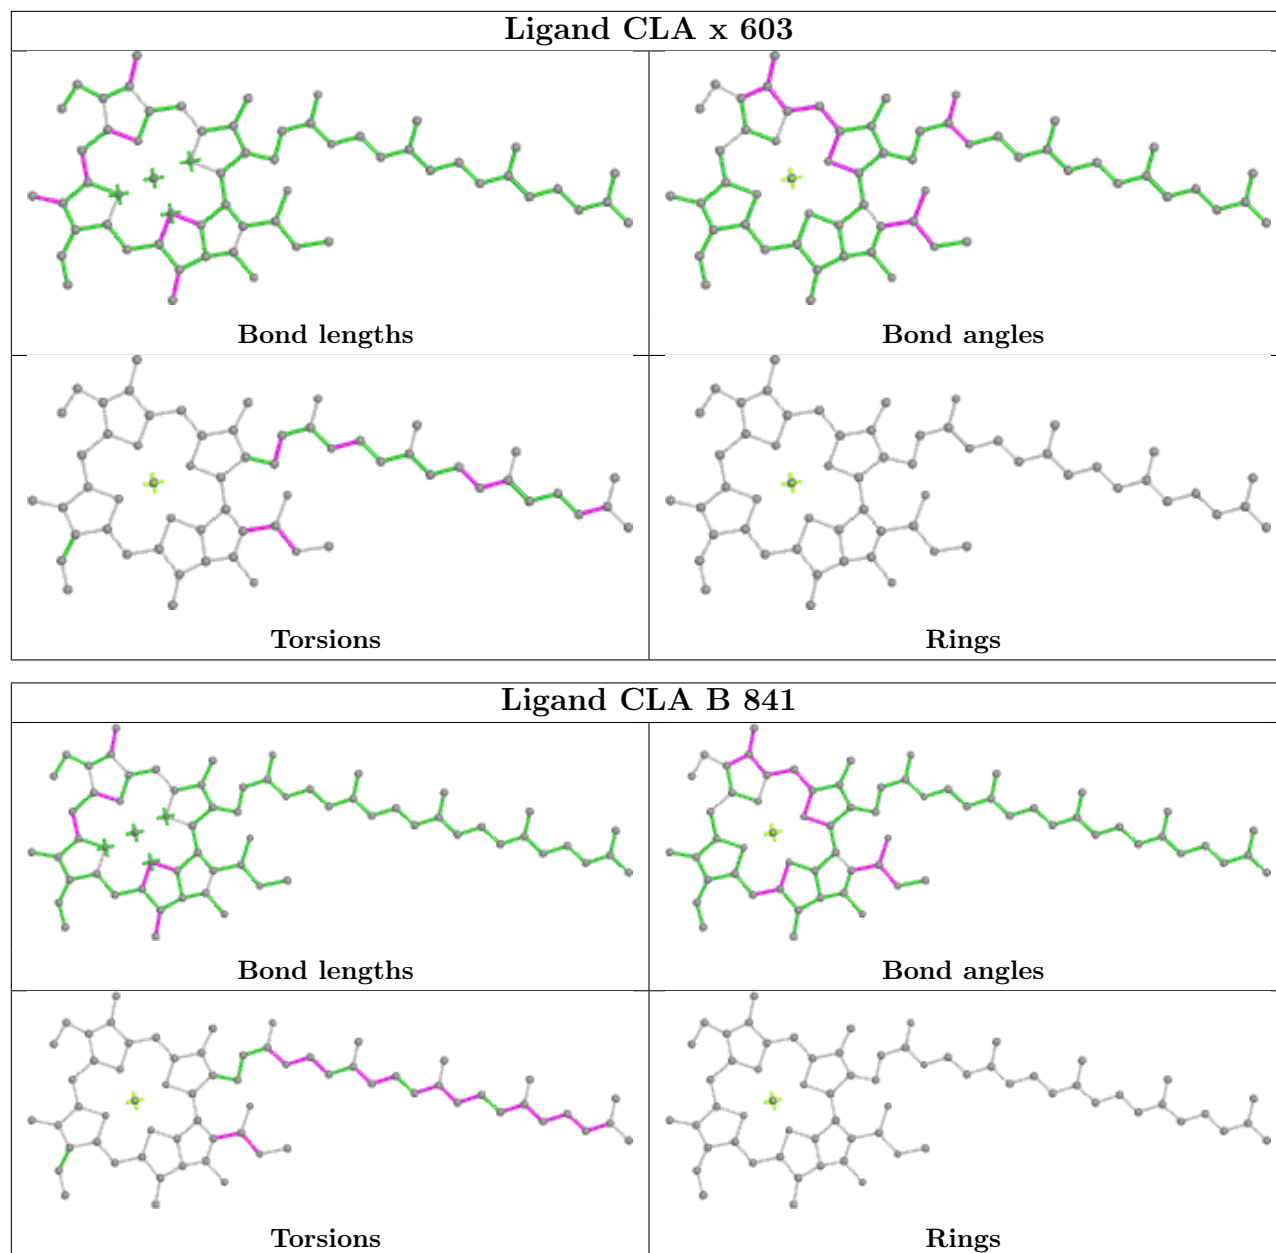 Ligand CLA x 603
Bond lengths
Bond angles
Torsions
Rings
Ligand CLA B 841
Bond lengths
Bond angles
Torsions
Rings